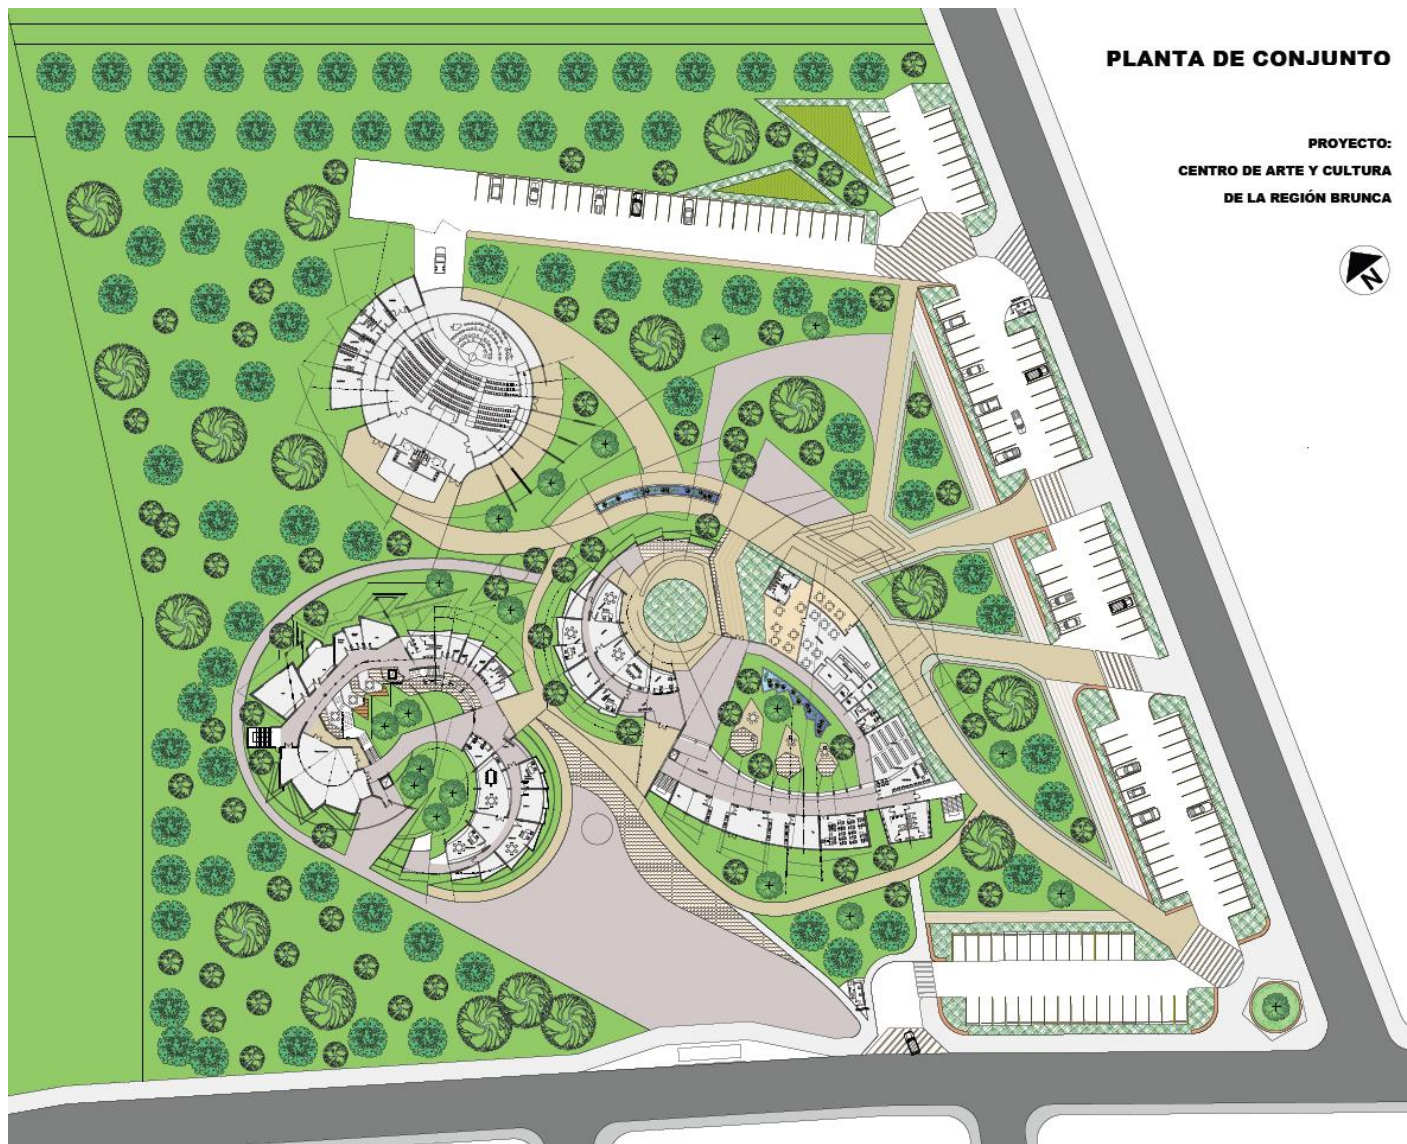 PLANTA DE CONJUNTO
PROYECTO:
CENTRO DE ARTE Y CULTURA
DE LA REGIÓN BRUNCA
N